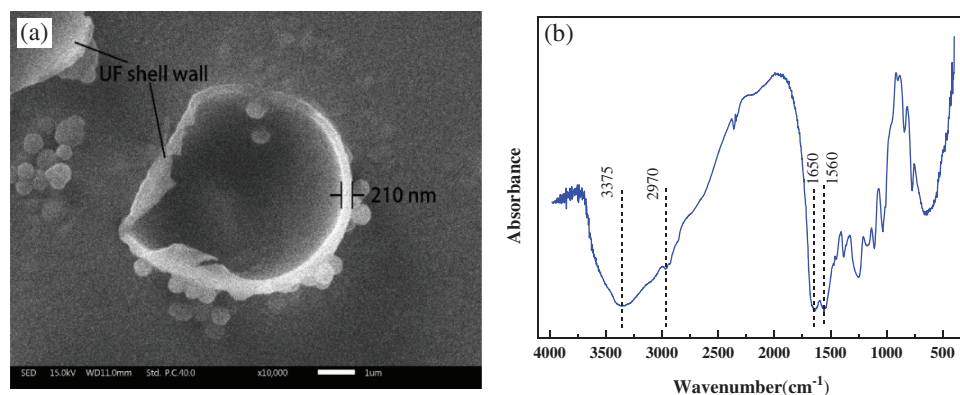 (a)
UF shell wall
210 nm
SED 15.0kV WD11.0mm Std. P.C.40.0 x10,000 1um
(b)
Absorbance
3375
2970
1650
1560
4000 3500 3000 2500 2000 1500 1000 500
Wavenumber(cm⁻¹)